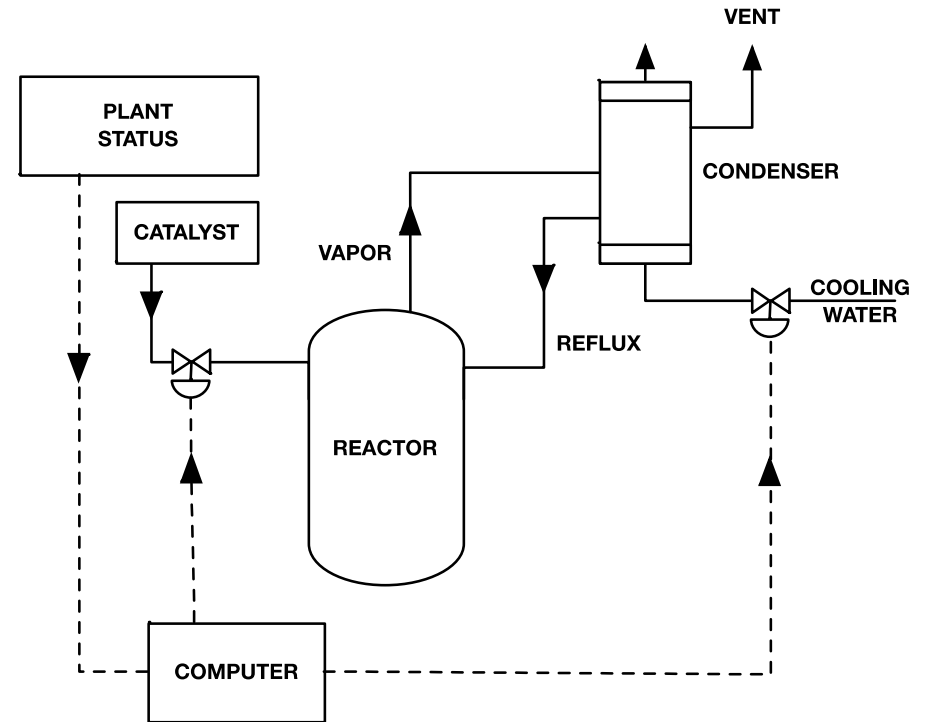 VENT
PLANT
STATUS
CONDENSER
CATALYST
VAPOR
COOLING
WATER
REFLUX
REACTOR
COMPUTER